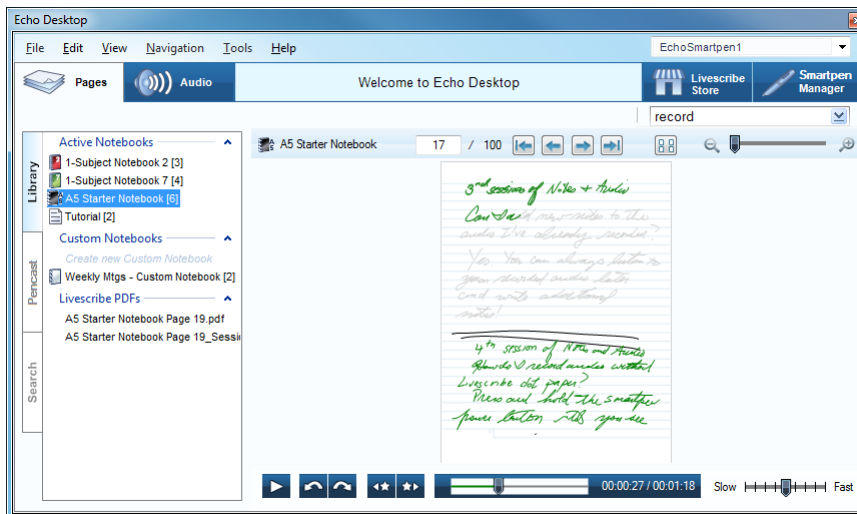 Echo Desktop
File Edit View Navigation Tools Help
EchoSmartpen1
Pages
Audio
Welcome to Echo Desktop
Livescribe Store
Smartpen Manager
record
Library
Pencast
Search
Active Notebooks
1-Subject Notebook 2 [3]
1-Subject Notebook 7 [4]
A5 Starter Notebook [6]
Tutorial [2]
Custom Notebooks
Create new Custom Notebook
Weekly Mtgs - Custom Notebook [2]
Livescribe PDFs
A5 Starter Notebook Page 19.pdf
A5 Starter Notebook Page 19_Sessi
A5 Starter Notebook 17 / 100
3rd session of Notes + Audio
Can I add new notes to the
audio I've already recorded?
Yes. You can always listen to
your recorded audio later
and write additional
notes!
4th session of Notes and Audio
How do I record audio without
Livescribe dot paper?
Press and hold the smartpen
power button till you see
00:00:27 / 00:01:18
Slow Fast